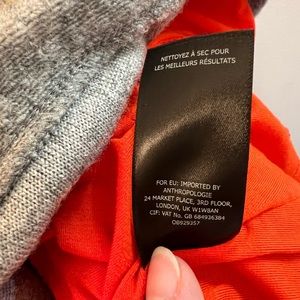 NETTOYEZ À SEC POUR
LES MEILLEURS RÉSULTATS
FOR EU: IMPORTED BY
ANTHROPOLOGIE
24 MARKET PLACE, 3RD FLOOR,
LONDON, UK W1W8AN
CIF: VAT No. GB 684936384
OB929357